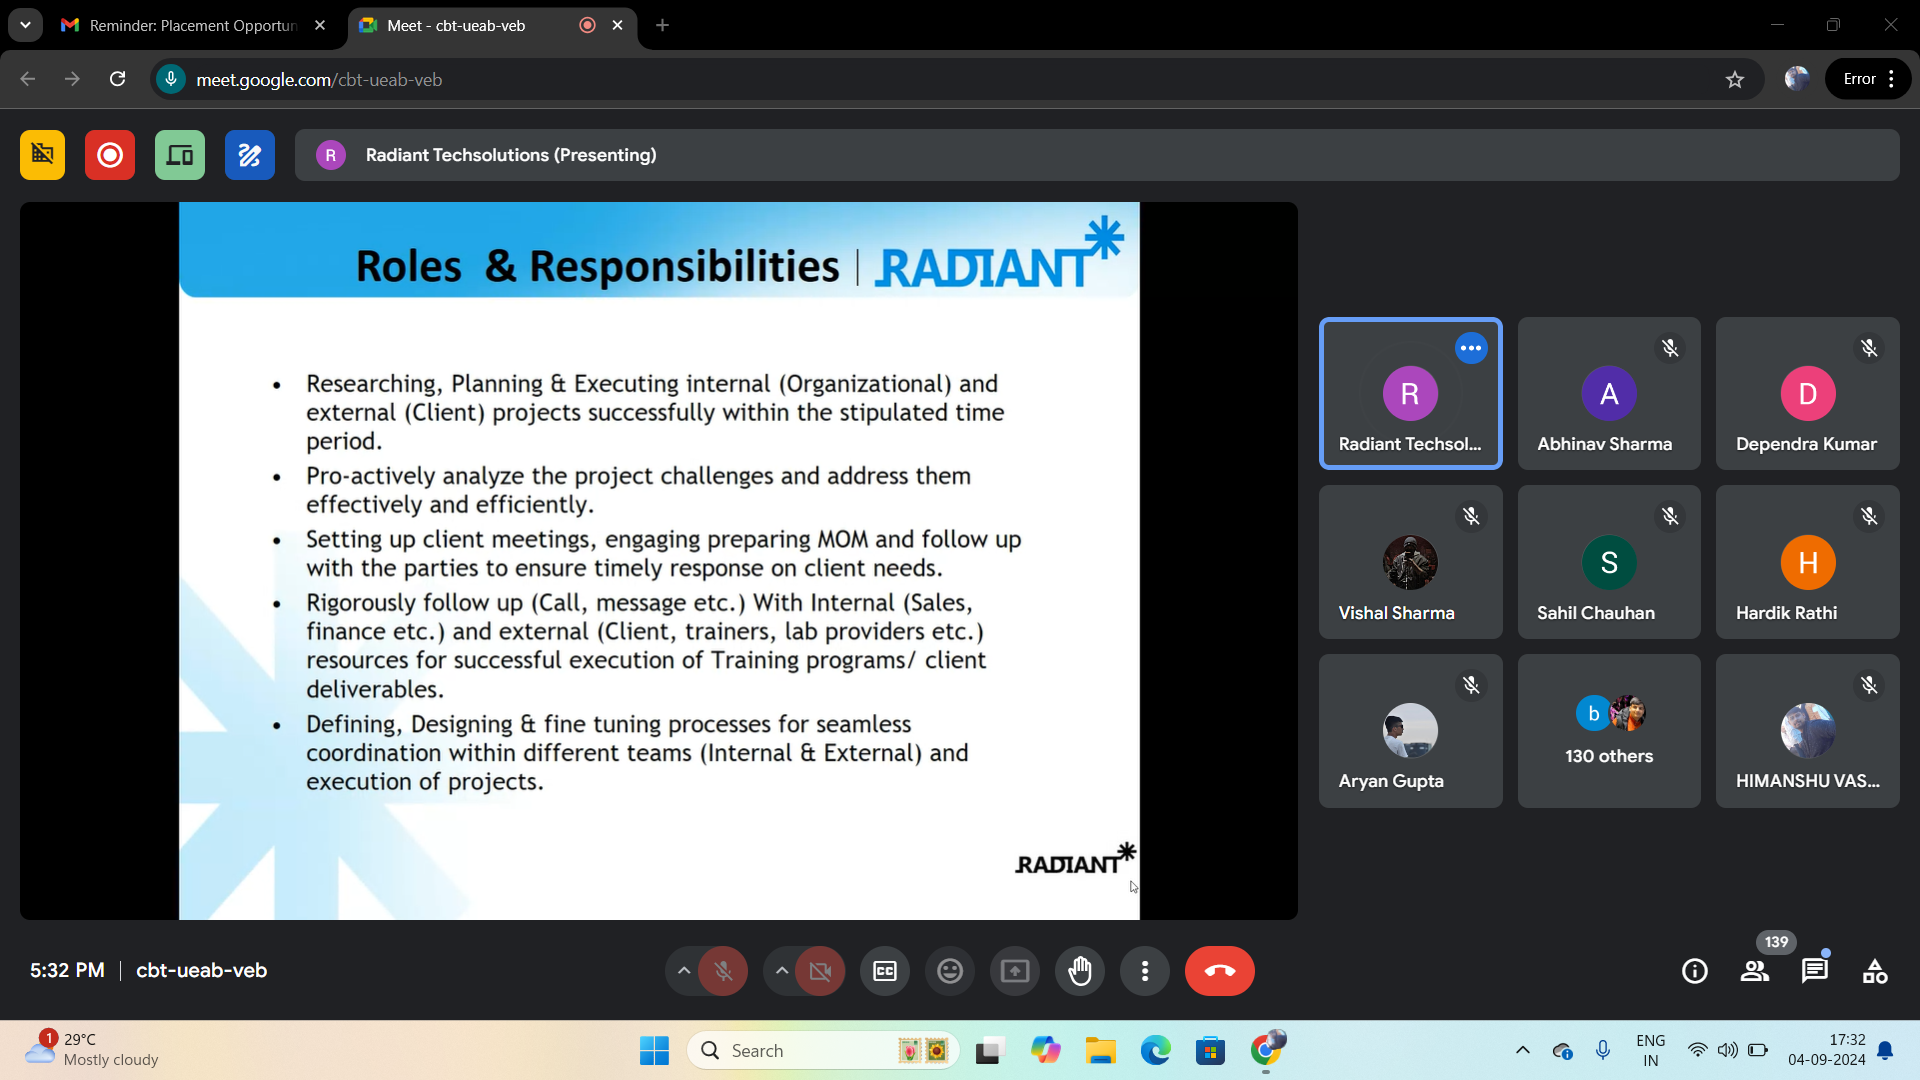 Reminder: Placement Opportun
Meet - cbt-ueab-veb
meet.google.com/cbt-ueab-veb
Error
R
Radiant Techsolutions (Presenting)
Roles & Responsibilities | RADIANT
• Researching, Planning & Executing internal (Organizational) and
external (Client) projects successfully within the stipulated time
period.
• Pro-actively analyze the project challenges and address them
effectively and efficiently.
• Setting up client meetings, engaging preparing MOM and follow up
with the parties to ensure timely response on client needs.
• Rigorously follow up (Call, message etc.) With Internal (Sales,
finance etc.) and external (Client, trainers, lab providers etc.)
resources for successful execution of Training programs/ client
deliverables.
• Defining, Designing & fine tuning processes for seamless
coordination within different teams (Internal & External) and
execution of projects.
RADIANT
R
Radiant Techsol...
A
Abhinav Sharma
D
Dependra Kumar
Vishal Sharma
S
Sahil Chauhan
H
Hardik Rathi
Aryan Gupta
b
130 others
HIMANSHU VAS...
5:32 PM | cbt-ueab-veb
CC
139
1
29°C
Mostly cloudy
Search
ENG
IN
17:32
04-09-2024